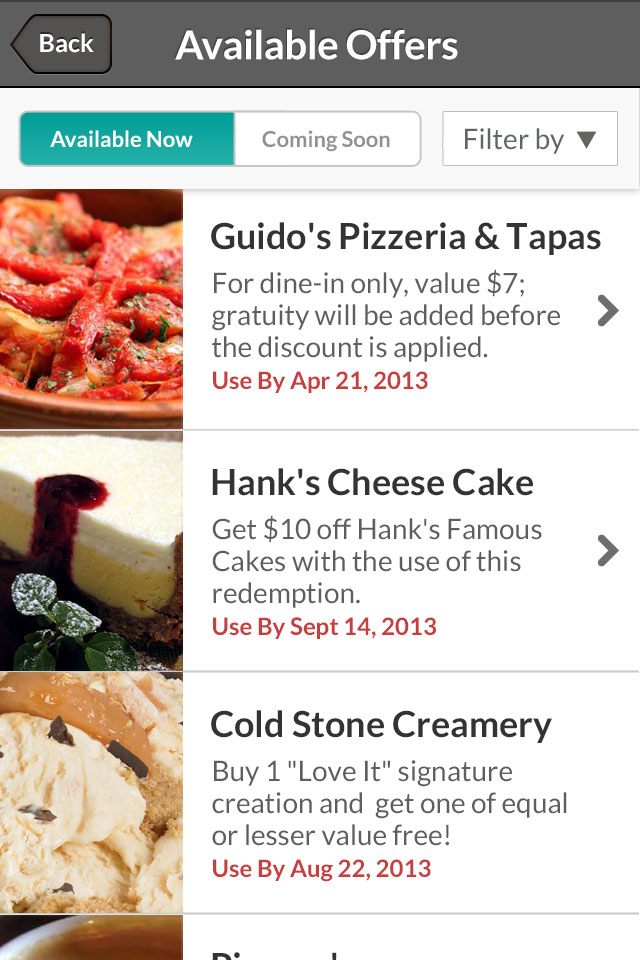 Back
Available Offers
Available Now
Coming Soon
Filter by ▼
Guido's Pizzeria & Tapas
For dine-in only, value $7;
gratuity will be added before
the discount is applied.
Use By Apr 21, 2013
Hank's Cheese Cake
Get $10 off Hank's Famous
Cakes with the use of this
redemption.
Use By Sept 14, 2013
Cold Stone Creamery
Buy 1 "Love It" signature
creation and  get one of equal
or lesser value free!
Use By Aug 22, 2013